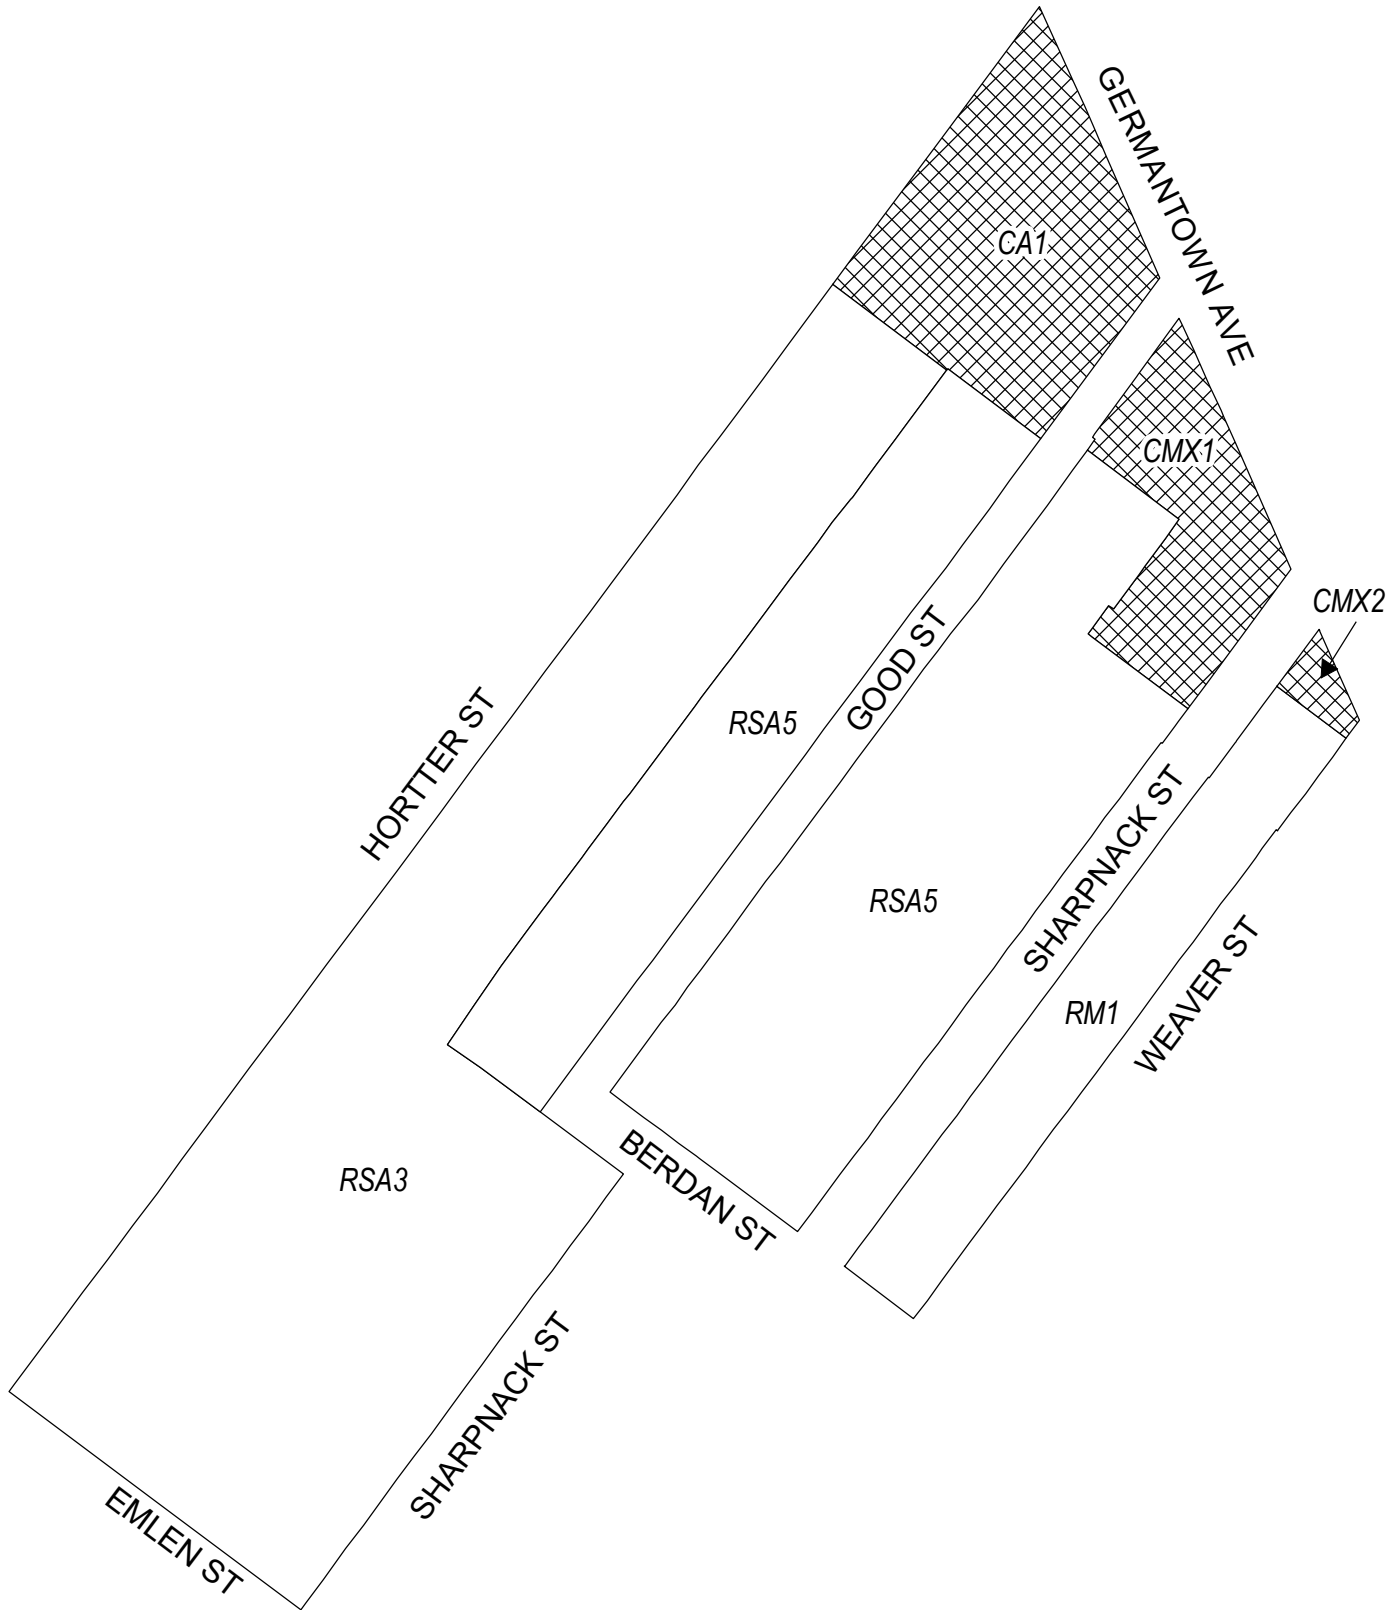 GERMANTOWN AVE
CA1
CMX1
CMX2
HORTTER ST
RSA5
GOOD ST
RSA5
SHARPNACK ST
RM1
WEAVER ST
BERDAN ST
RSA3
SHARPNACK ST
EMLEN ST